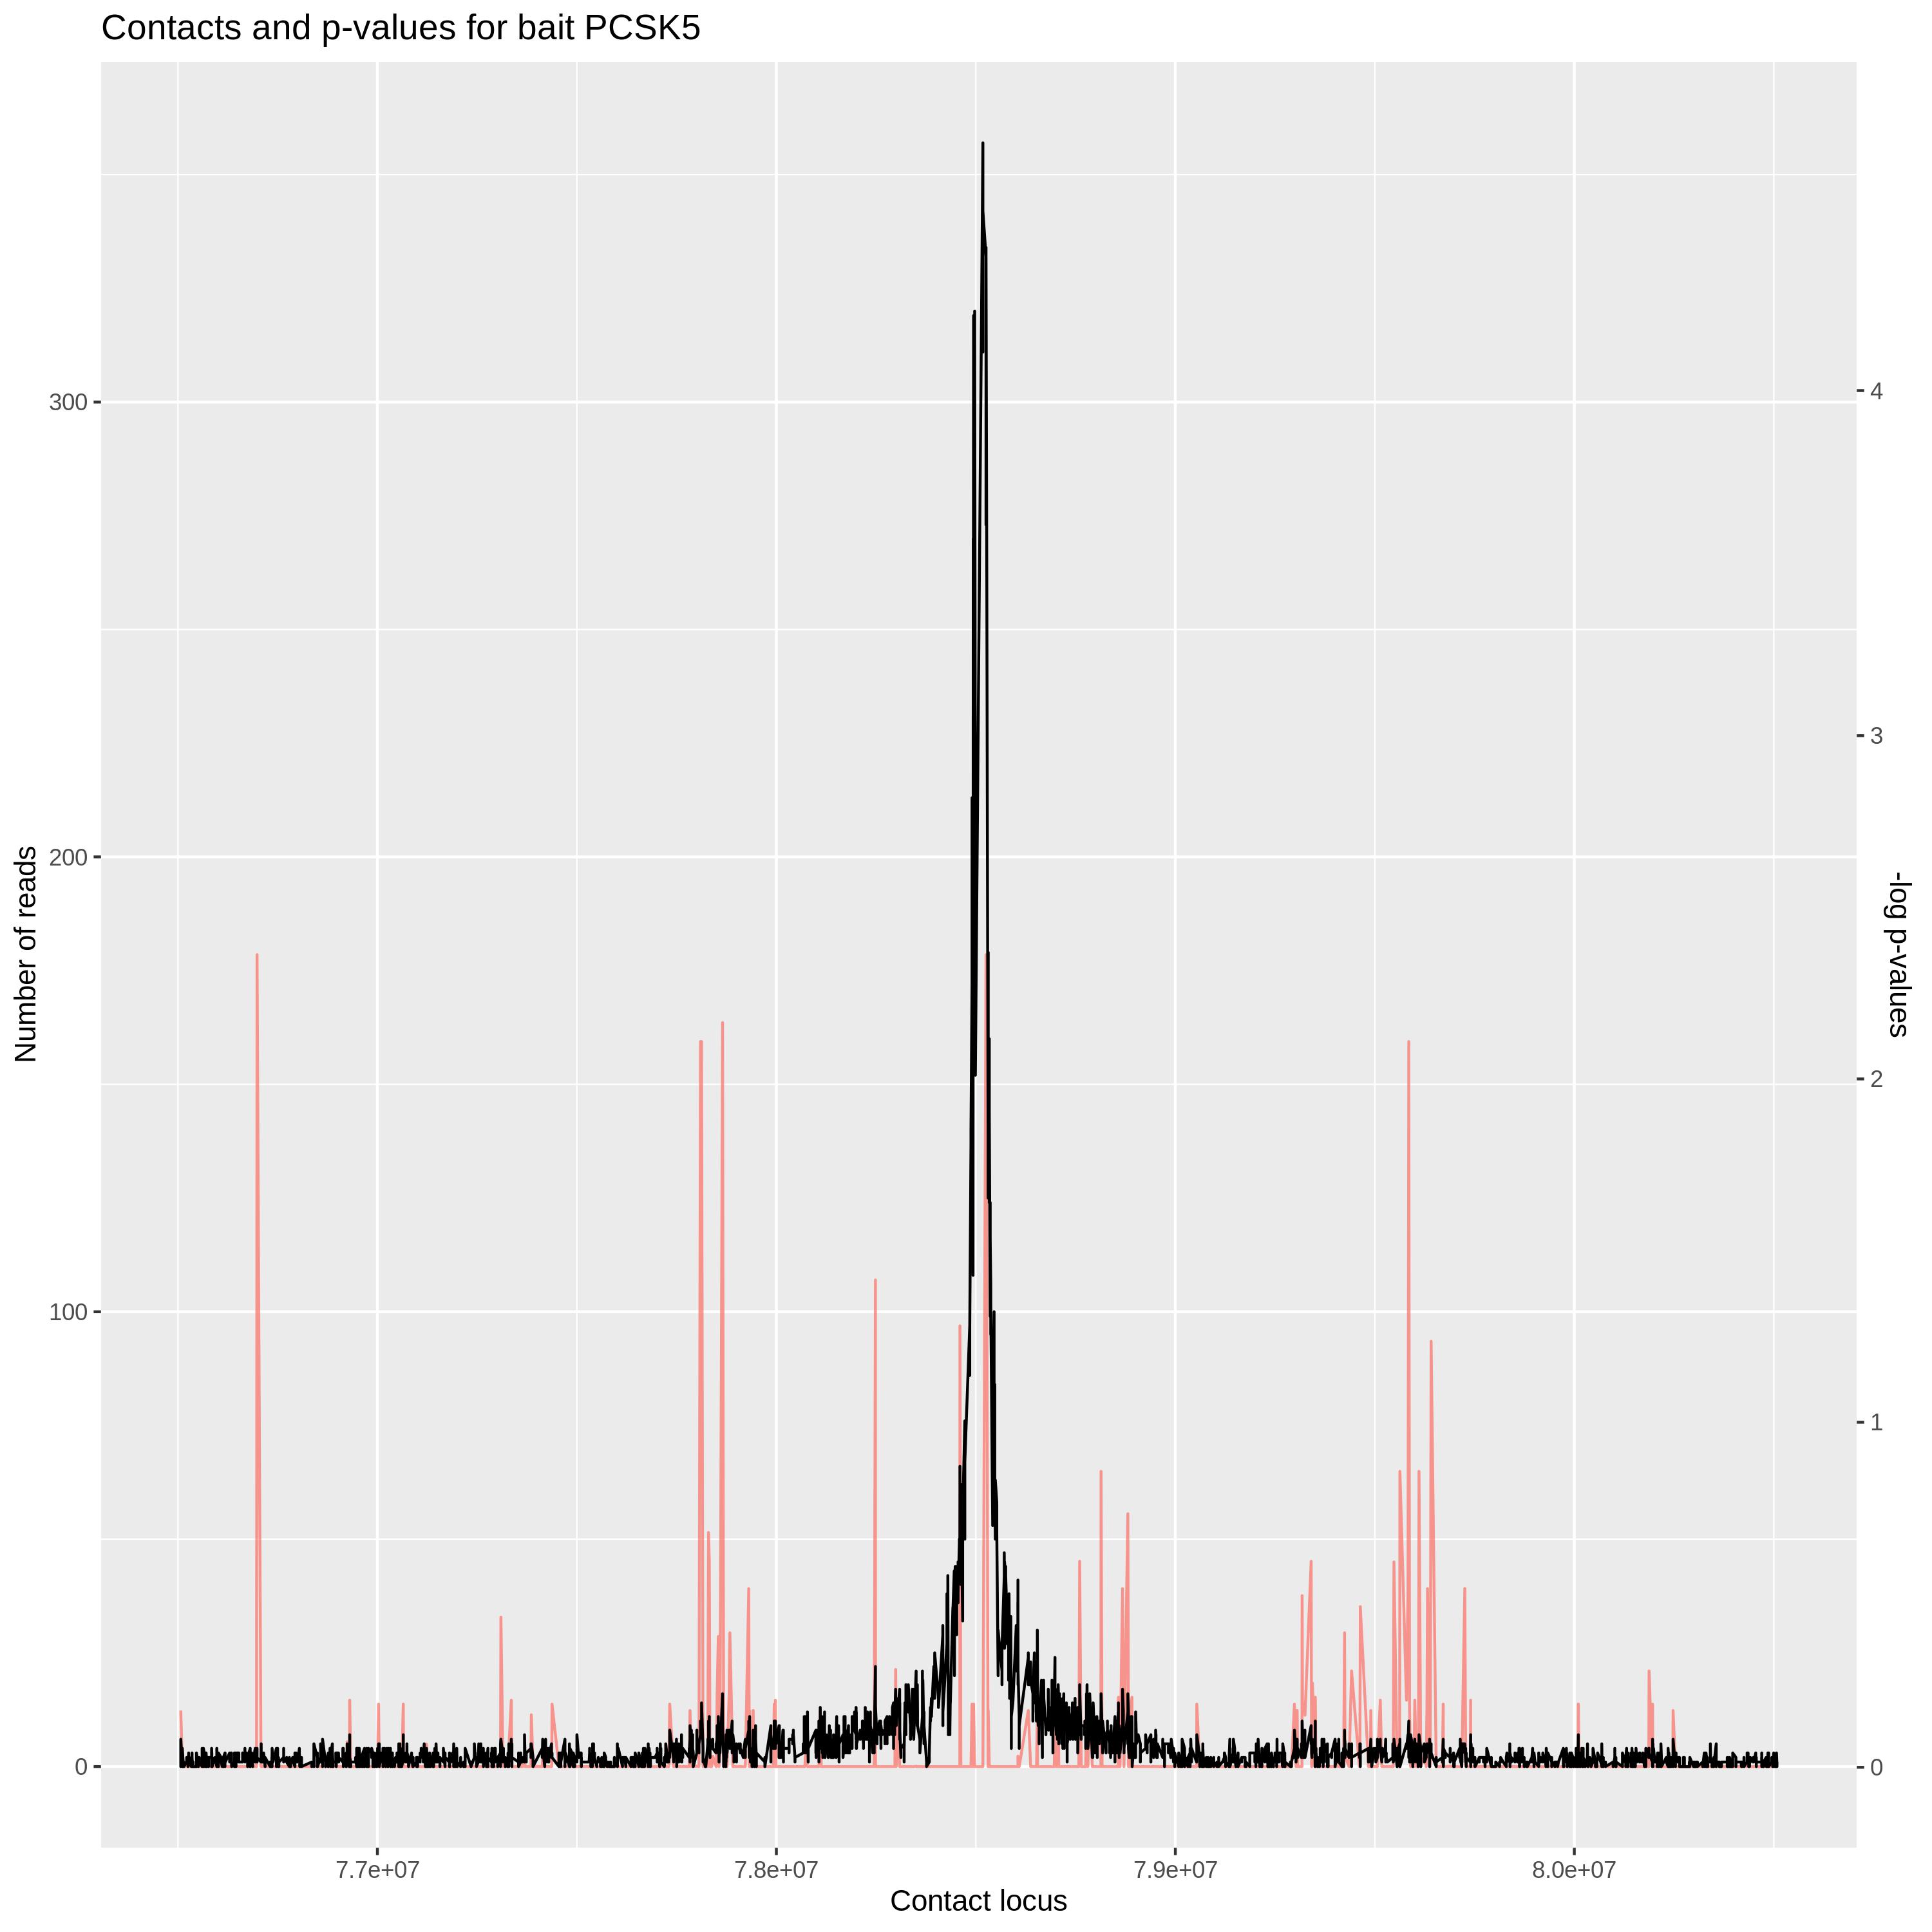 Contacts and p-values for bait PCSK5
Number of reads
300
200
100
0
4
3
2
1
0
-log p-values
7.7e+07
7.8e+07
7.9e+07
8.0e+07
Contact locus